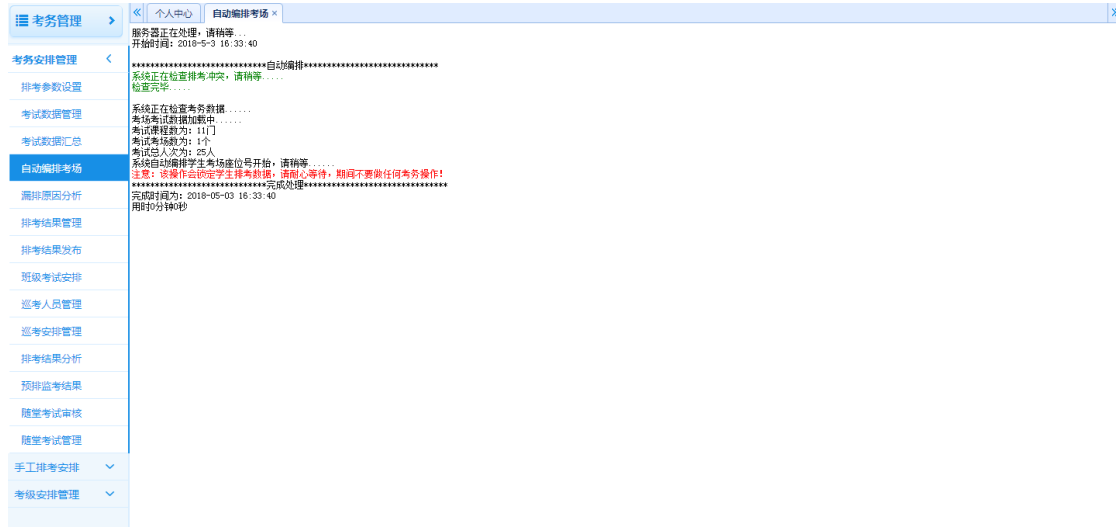 考务管理
考务安排管理
排考参数设置
考试数据管理
考试数据汇总
自动编排考场
漏排原因分析
排考结果管理
排考结果发布
班级考试安排
巡考人员管理
巡考安排管理
排考结果分析
预排监考结果
随堂考试审核
随堂考试管理
手工排考安排
考级安排管理
个人中心 自动编排考场 ×
服务器正在处理，请稍等...
开始时间：2018-5-3 16:33:40
*****************************自动编排*****************************
系统正在检查排考冲突，请稍等.....
检查完毕.....
系统正在检查考务数据......
考场考试数据加载中......
考试课程数为：11门
考试考场数为：1个
考试总人次为：25人
系统自动编排学生考场座位号开始，请稍等......
注意：该操作会锁定学生排考数据，请耐心等待，期间不要做任何考务操作！
*****************************完成处理*******************************
完成时间为：2018-05-03 16:33:40
用时0分钟0秒